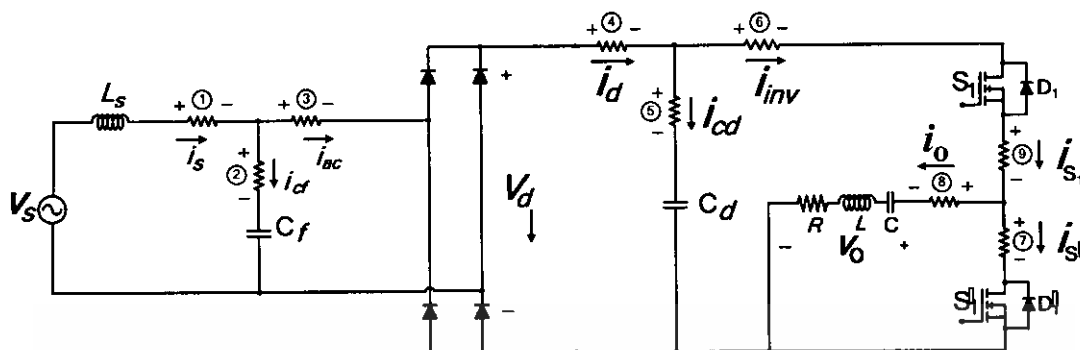 + ④ -
+ ⑥ -
i_d
i_inv
S_1
D_1
L_s
+ ① -
+ ③ -
i_s
i_ac
+
② i_cf
-
C_f
V_s
+
V_d
-
+
⑤ i_cd
-
C_d
i_o
- ⑧ +
R L C
- V_o +
+
⑨
-
i_S
+
⑦
-
i_S
S
D